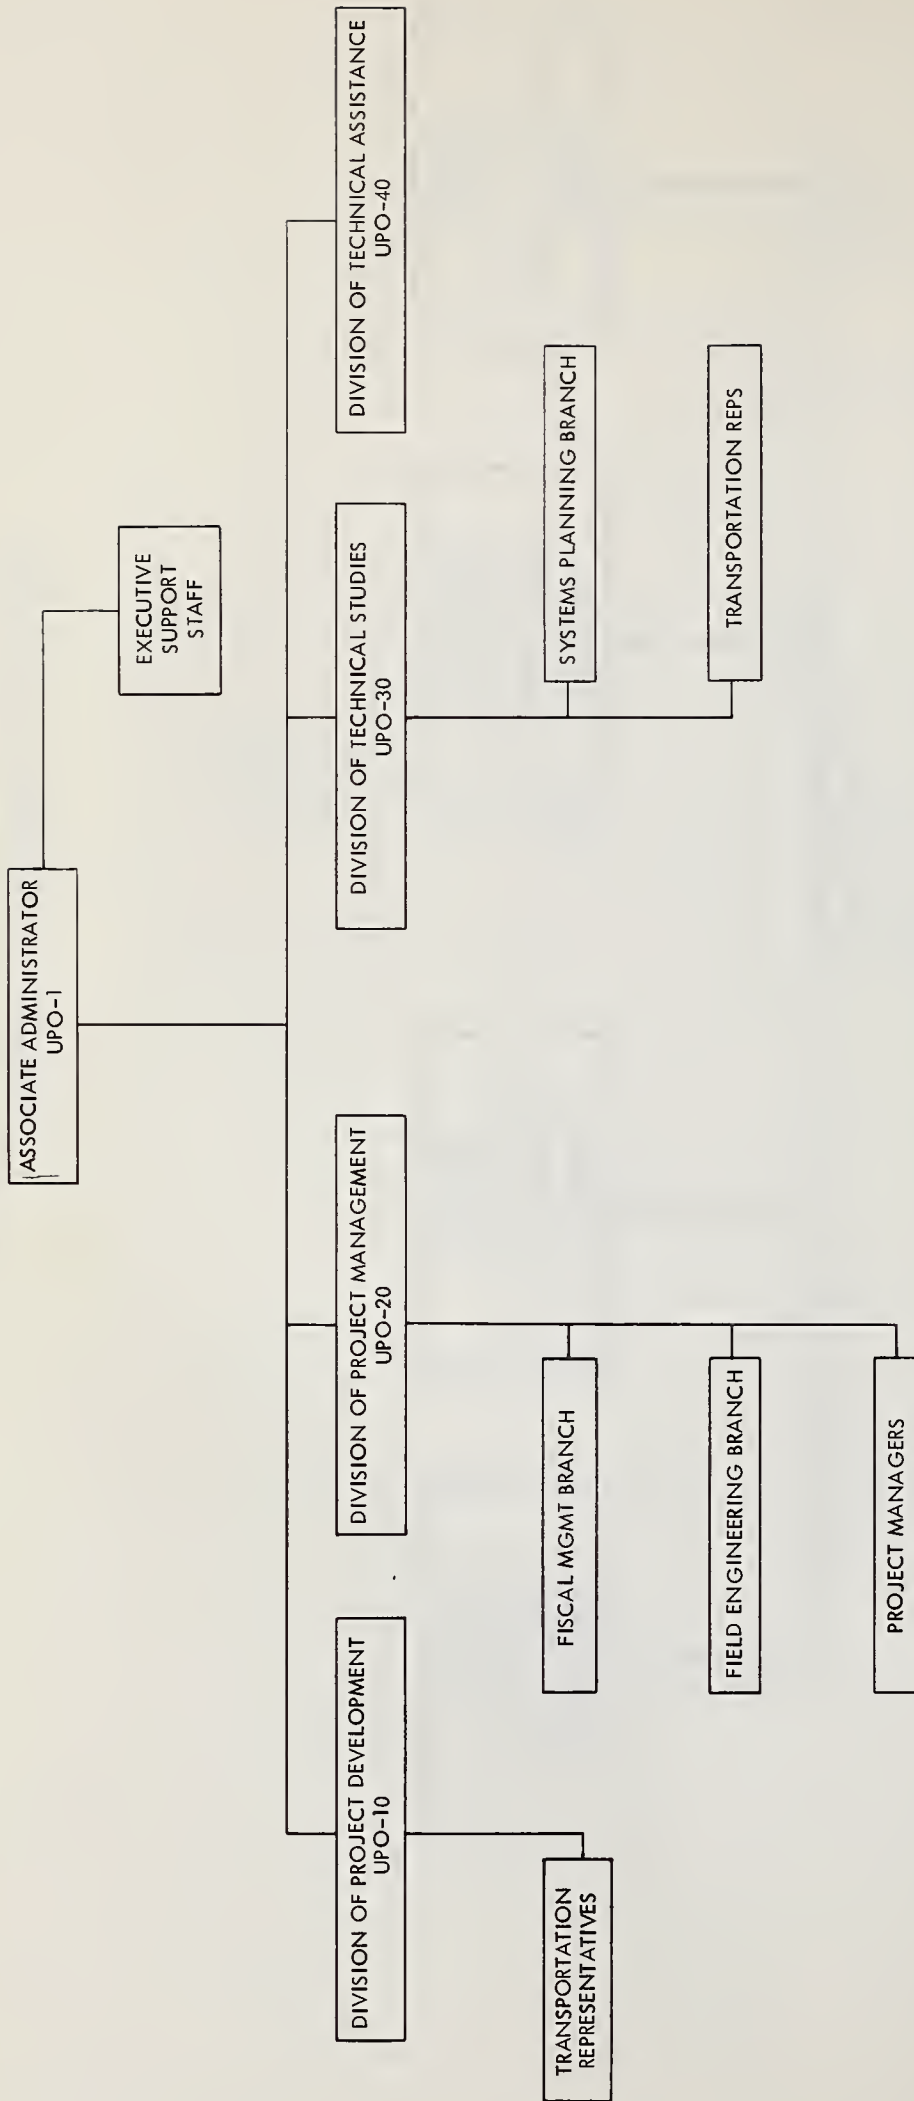 ASSOCIATE ADMINISTRATOR
UPO-1
EXECUTIVE
SUPPORT
STAFF
DIVISION OF PROJECT DEVELOPMENT
UPO-10
DIVISION OF PROJECT MANAGEMENT
UPO-20
DIVISION OF TECHNICAL STUDIES
UPO-30
DIVISION OF TECHNICAL ASSISTANCE
UPO-40
TRANSPORTATION
REPRESENTATIVES
FISCAL MGMT BRANCH
FIELD ENGINEERING BRANCH
PROJECT MANAGERS
SYSTEMS PLANNING BRANCH
TRANSPORTATION REPS